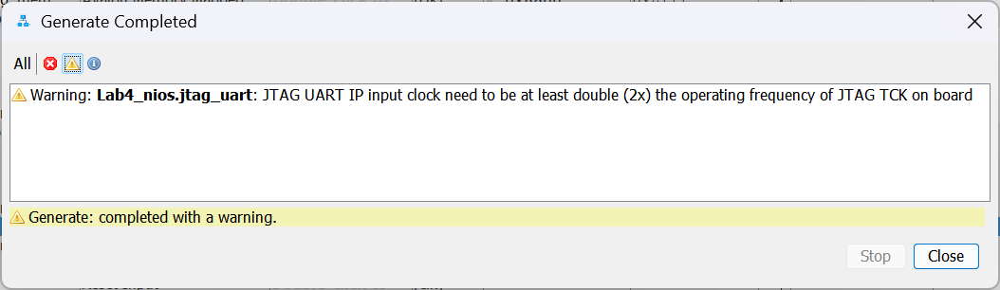 Generate Completed
All
Warning: Lab4_nios.jtag_uart: JTAG UART IP input clock need to be at least double (2x) the operating frequency of JTAG TCK on board
Generate: completed with a warning.
Stop
Close